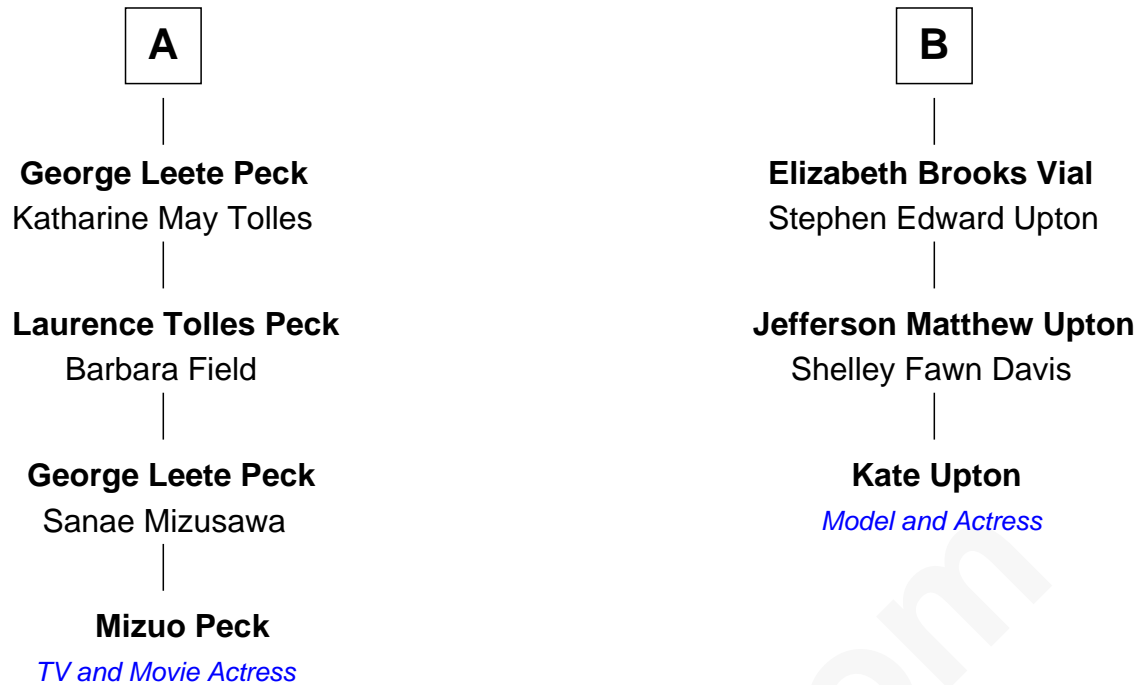 A
George Leete Peck
Katharine May Tolles
Laurence Tolles Peck
Barbara Field
George Leete Peck
Sanae Mizusawa
Mizuo Peck
TV and Movie Actress
B
Elizabeth Brooks Vial
Stephen Edward Upton
Jefferson Matthew Upton
Shelley Fawn Davis
Kate Upton
Model and Actress
om